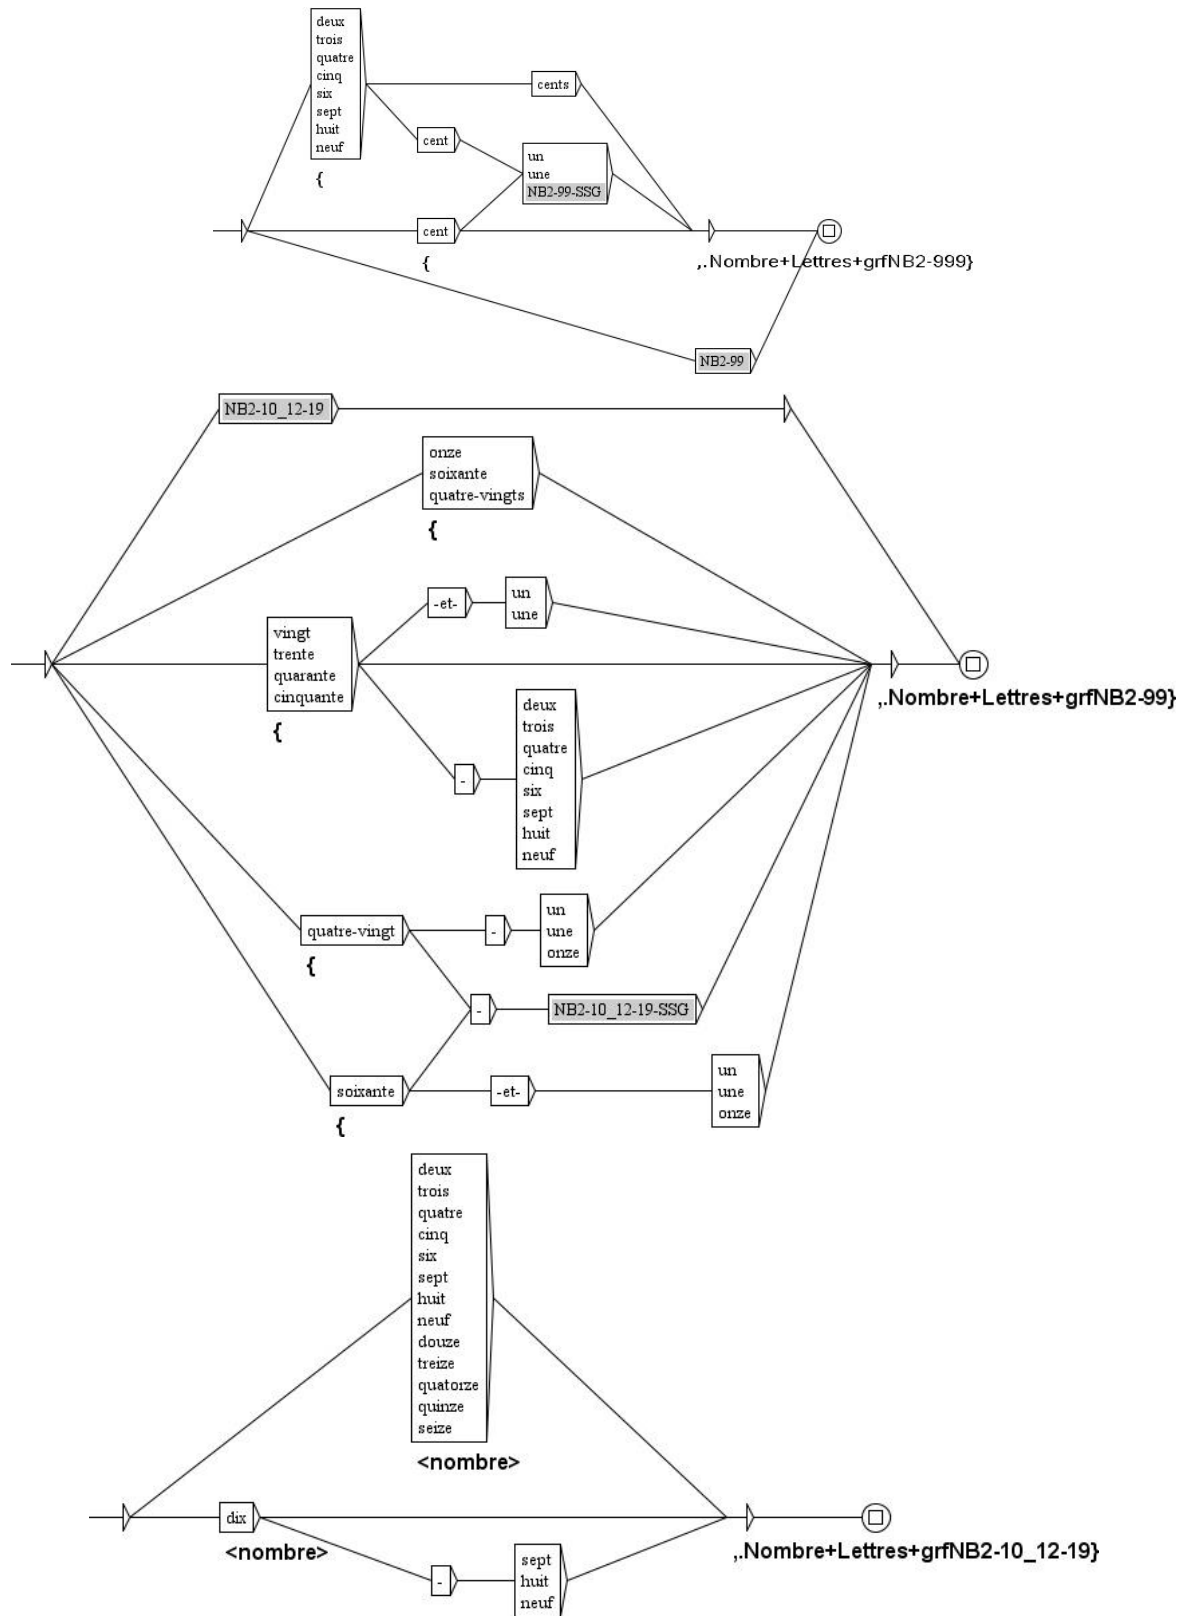 deux
trois
quatre
cinq
six
sept
huit
neuf
{
cents
cent
un
une
NB2-99-SSG
cent
{
,.Nombre+Lettres+grfNB2-999}
NB2-99
NB2-10_12-19
onze
soixante
quatre-vingts
{
-et-
un
une
vingt
trente
quarante
cinquante
{
,.Nombre+Lettres+grfNB2-99}
-
deux
trois
quatre
cinq
six
sept
huit
neuf
quatre-vingt
{
-
un
une
onze
-
NB2-10_12-19-SSG
soixante
{
-et-
un
une
onze
deux
trois
quatre
cinq
six
sept
huit
neuf
douze
treize
quatorze
quinze
seize
<nombre>
dix
<nombre>
,.Nombre+Lettres+grfNB2-10_12-19}
-
sept
huit
neuf